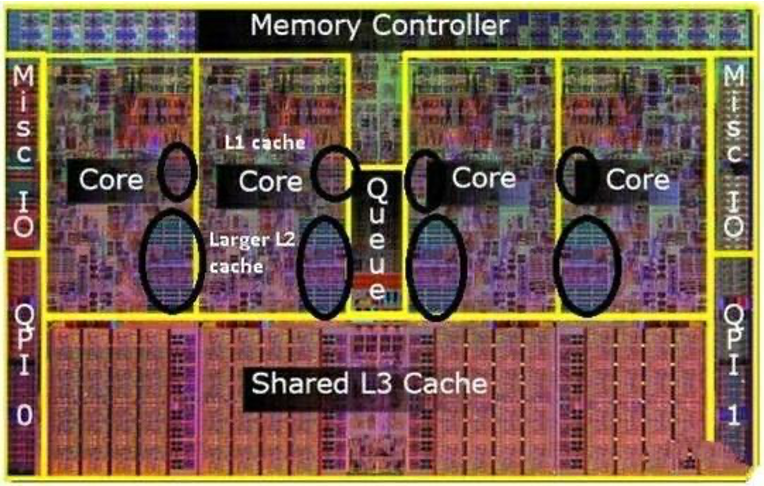 Memory Controller
Misc IO
Misc IO
L1 cache
Core
Core
Core
Core
Queue
Larger L2
cache
QPI 0
QPI 1
Shared L3 Cache